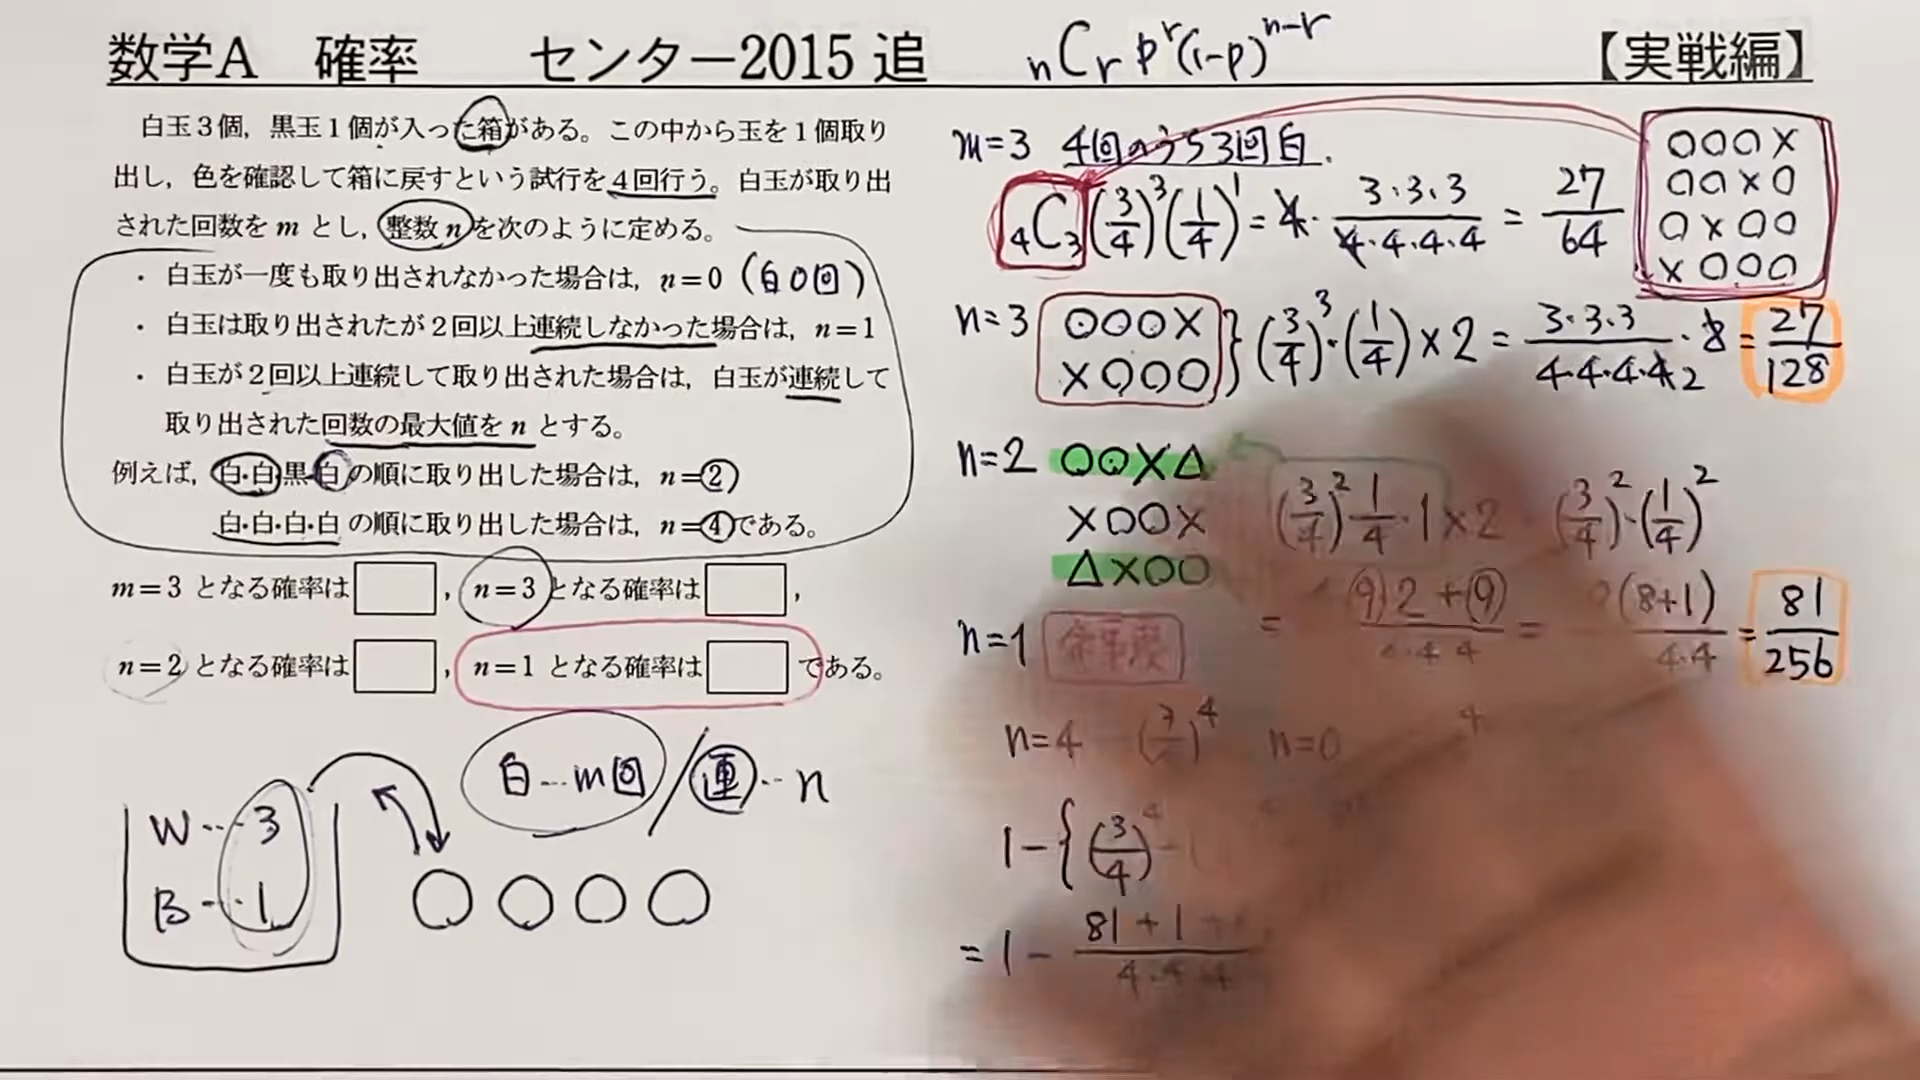 数学A 確率 センター2015 追 nCr p^r(1-p)^{n-r} 【実戦編】
白玉3個，黒玉1個が入った箱がある。この中から玉を1個取り
出し，色を確認して箱に戻すという試行を4回行う。白玉が取り出
された回数を m とし，整数 n を次のように定める。
・ 白玉が一度も取り出されなかった場合は，n=0 (白0回)
・ 白玉は取り出されたが2回以上連続しなかった場合は，n=1
・ 白玉が2回以上連続して取り出された場合は，白玉が連続して
取り出された回数の最大値を n とする。
例えば，白·白·黒·白 の順に取り出した場合は，n=2
白·白·白·白 の順に取り出した場合は，n=4である。
m=3 となる確率は ，n=3 となる確率は ，
n=2 となる確率は ，n=1 となる確率は である。
白…m回 / 連…n
W…3
B…1
m=3 4回のうち3回白.
4C3 (3/4)^3 (1/4)^1 = 4· 3·3·3 / 4·4·4·4 = 27/64
○○○×
○○×○
○×○○
×○○○
n=3 ○○○×
×○○○ } (3/4)^3·(1/4)×2 = 3·3·3 / 4·4·4·4 2 · 8 = 27/128
n=2 ○○×△
×○○× (3/4)^2 1/4·1×2 (3/4)^2·(1/4)^2
△×○○
= (9)2+(9) / 4·4 4 = (8+1) / 4·4 = 81/256
n=1 余事象
n=4 ( )^4 n=0 4
1-{(3/4)^4
= 1- 81+1+ / 4·4·4